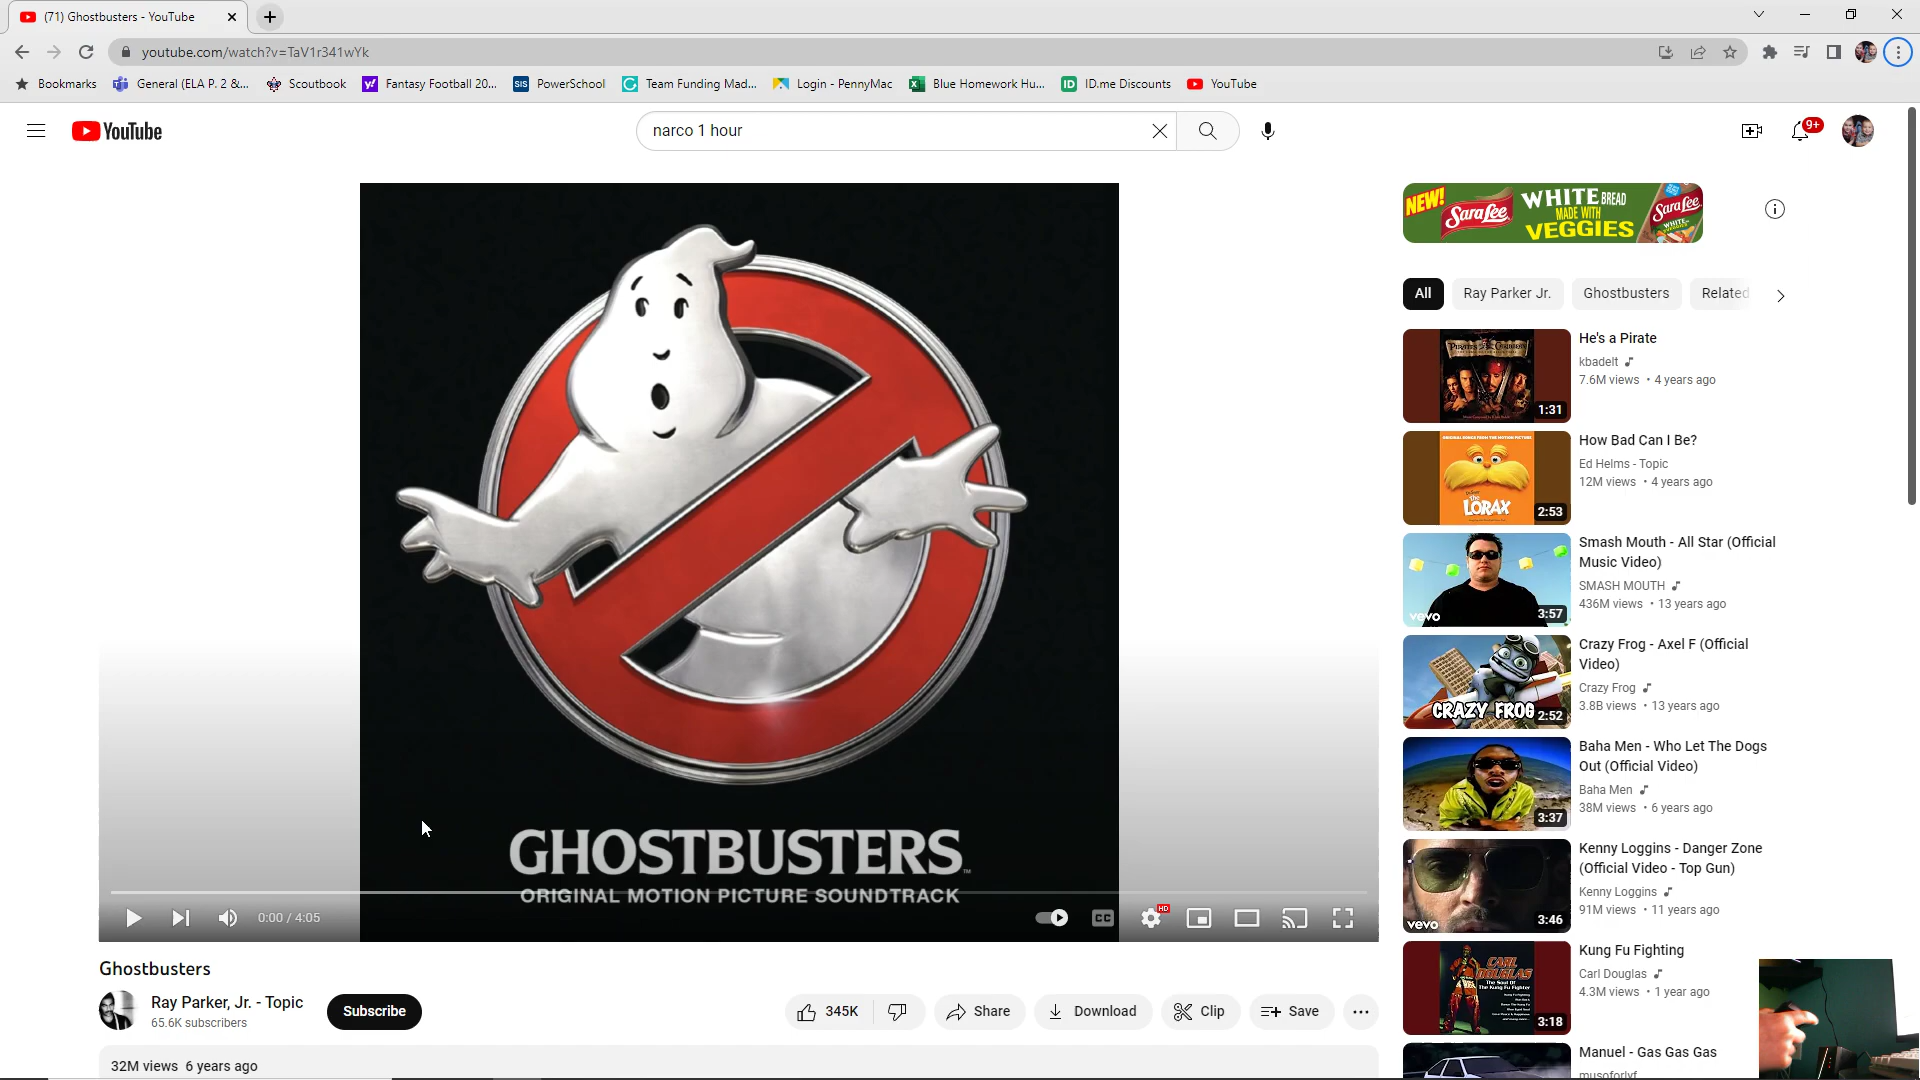 (71) Ghostbusters - YouTube
youtube.com/watch?v=TaV1r341wYk
Bookmarks
General (ELA P. 2 &...
Scoutbook
Fantasy Football 20...
SIS
PowerSchool
Team Funding Mad...
Login - PennyMac
Blue Homework Hu...
ID
ID.me Discounts
YouTube
YouTube
narco 1 hour
9+
NEW!
Sara Lee
WHITE BREAD
MADE WITH
VEGGIES
Sara Lee
WHITE
All
Ray Parker Jr.
Ghostbusters
Related
He's a Pirate
kbadelt
7.6M views • 4 years ago
1:31
How Bad Can I Be?
Ed Helms - Topic
12M views • 4 years ago
the LORAX
2:53
Smash Mouth - All Star (Official
Music Video)
SMASH MOUTH
436M views • 13 years ago
vevo
3:57
Crazy Frog - Axel F (Official
Video)
Crazy Frog
3.8B views • 13 years ago
CRAZY FROG
2:52
Baha Men - Who Let The Dogs
Out (Official Video)
Baha Men
38M views • 6 years ago
3:37
Kenny Loggins - Danger Zone
(Official Video - Top Gun)
Kenny Loggins
91M views • 11 years ago
vevo
3:46
Kung Fu Fighting
Carl Douglas
4.3M views • 1 year ago
CARL
DOUGLAS
3:18
Manuel - Gas Gas Gas
GHOSTBUSTERS™
ORIGINAL MOTION PICTURE SOUNDTRACK
0:00 / 4:05
CC
HD
Ghostbusters
Ray Parker, Jr. - Topic
65.6K subscribers
Subscribe
345K
Share
Download
Clip
Save
32M views 6 years ago